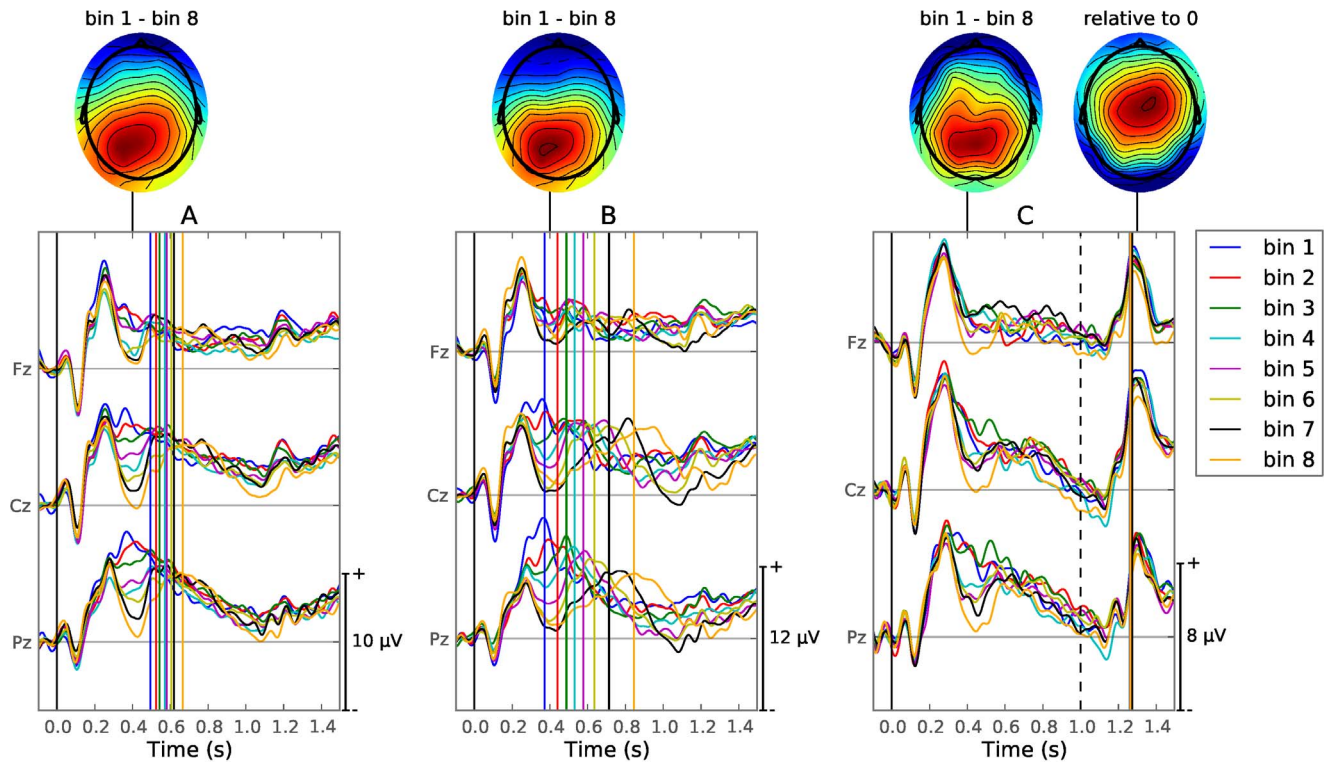 bin 1 - bin 8
bin 1 - bin 8
bin 1 - bin 8
relative to 0
A
B
C
Fz
Cz
Pz
+
10 µV
-
0.0 0.2 0.4 0.6 0.8 1.0 1.2 1.4
Time (s)
Fz
Cz
Pz
+
12 µV
-
0.0 0.2 0.4 0.6 0.8 1.0 1.2 1.4
Time (s)
Fz
Cz
Pz
+
8 µV
-
0.0 0.2 0.4 0.6 0.8 1.0 1.2 1.4
Time (s)
bin 1
bin 2
bin 3
bin 4
bin 5
bin 6
bin 7
bin 8